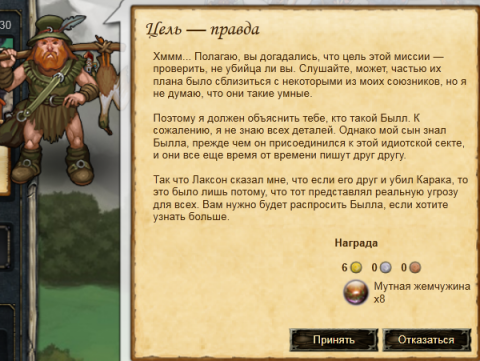 30
Цель — правда
Хммм... Полагаю, вы догадались, что цель этой миссии —
проверить, не убийца ли вы. Слушайте, может, частью их
плана было сблизиться с некоторыми из моих союзников, но я
не думаю, что они такие умные.
Поэтому я должен объяснить тебе, кто такой Былл. К
сожалению, я не знаю всех деталей. Однако мой сын знал
Былла, прежде чем он присоединился к этой идиотской секте,
и они все еще время от времени пишут друг другу.
Так что Лаксон сказал мне, что если его друг и убил Карака, то
это было лишь потому, что тот представлял реальную угрозу
для всех. Вам нужно будет распросить Былла, если хотите
узнать больше.
Награда
6 0 0
Мутная жемчужина
x8
Принять Отказаться